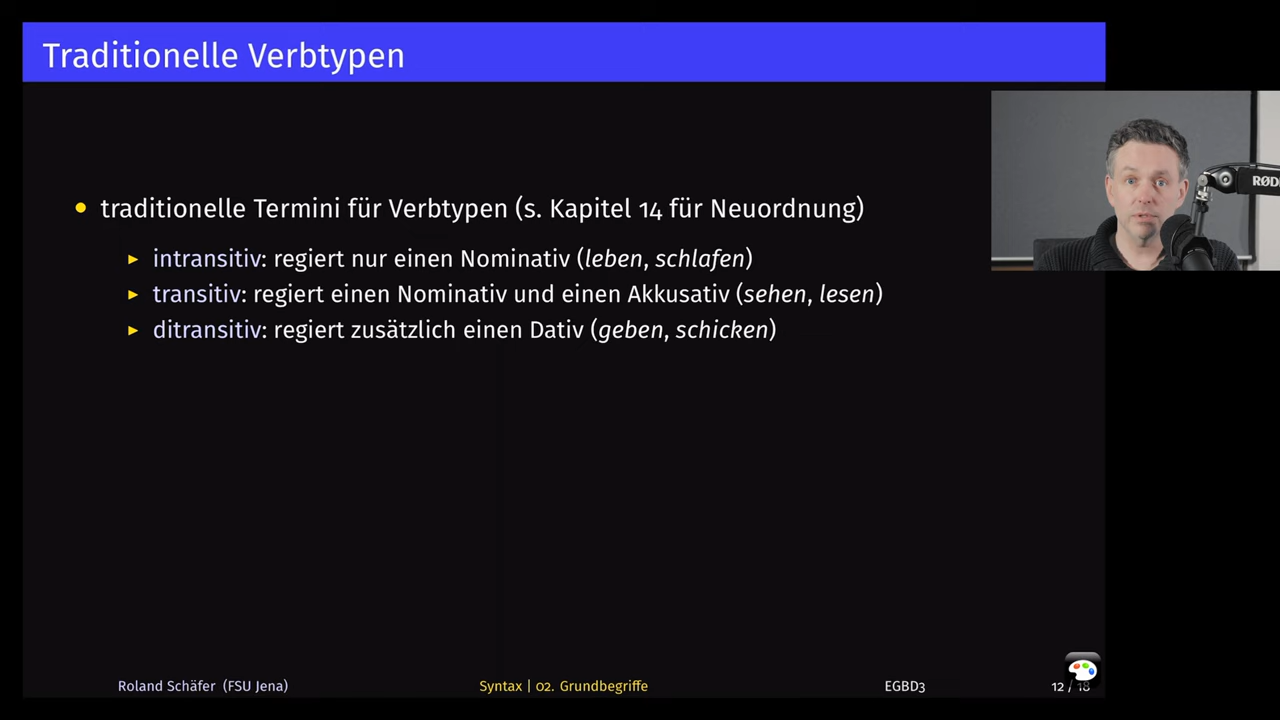 Traditionelle Verbtypen
• traditionelle Termini für Verbtypen (s. Kapitel 14 für Neuordnung)
▶ intransitiv: regiert nur einen Nominativ (leben, schlafen)
▶ transitiv: regiert einen Nominativ und einen Akkusativ (sehen, lesen)
▶ ditransitiv: regiert zusätzlich einen Dativ (geben, schicken)
RØD
Roland Schäfer (FSU Jena) Syntax | 02. Grundbegriffe EGBD3 12 / 18